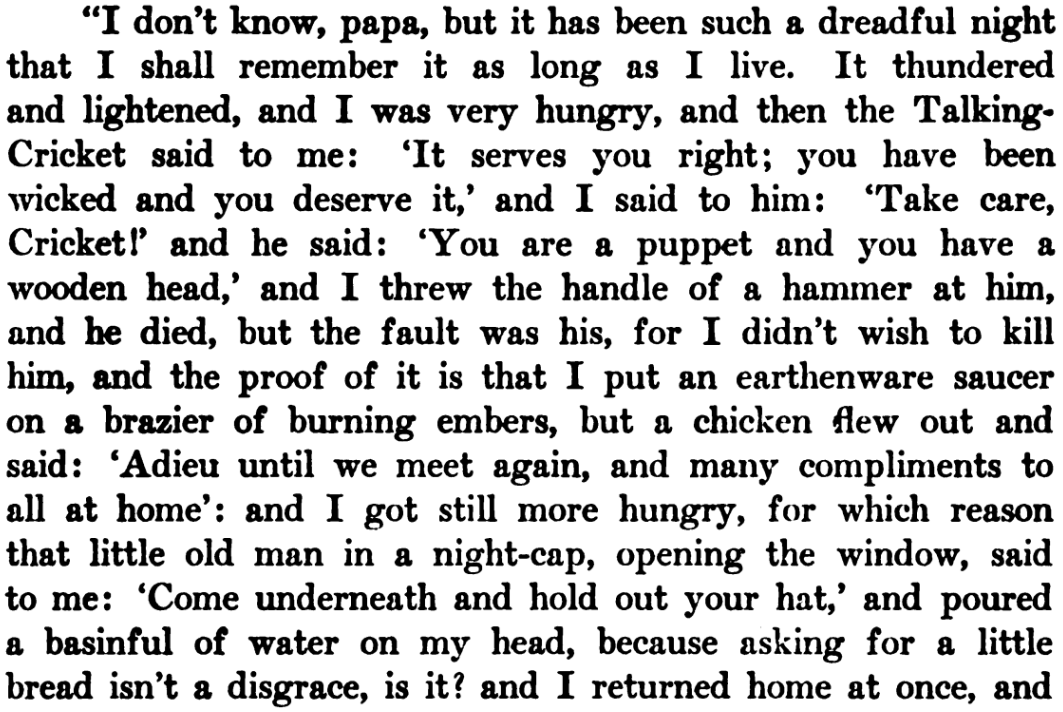 “I don’t know, papa, but it has been such a dreadful night
that I shall remember it as long as I live. It thundered
and lightened, and I was very hungry, and then the Talking-
Cricket said to me: ‘It serves you right; you have been
wicked and you deserve it,’ and I said to him: ‘Take care,
Cricket!’ and he said: ‘You are a puppet and you have a
wooden head,’ and I threw the handle of a hammer at him,
and he died, but the fault was his, for I didn’t wish to kill
him, and the proof of it is that I put an earthenware saucer
on a brazier of burning embers, but a chicken flew out and
said: ‘Adieu until we meet again, and many compliments to
all at home’: and I got still more hungry, for which reason
that little old man in a night-cap, opening the window, said
to me: ‘Come underneath and hold out your hat,’ and poured
a basinful of water on my head, because asking for a little
bread isn’t a disgrace, is it? and I returned home at once, and